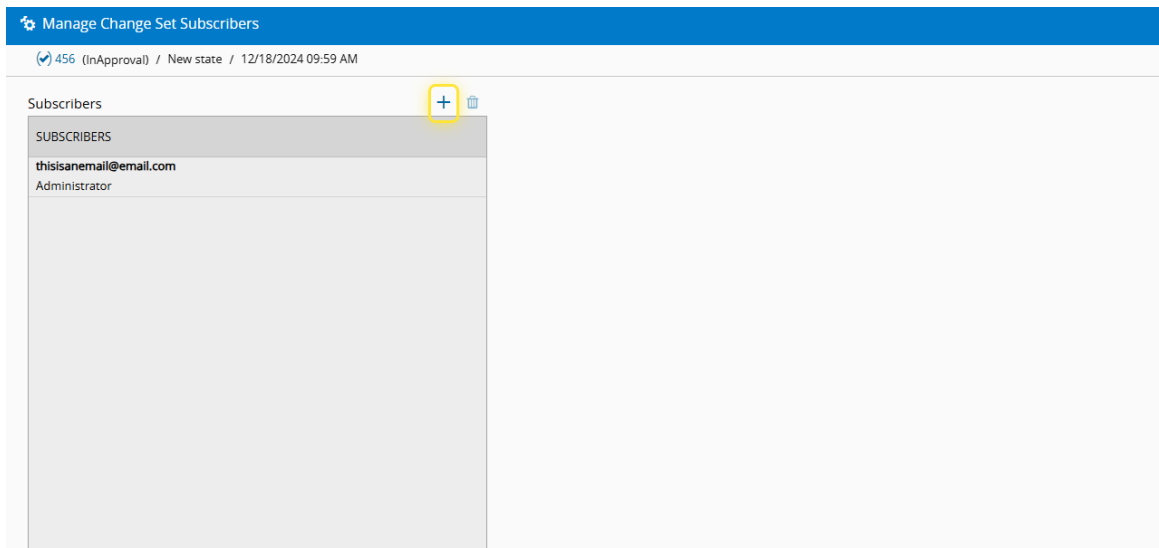 Manage Change Set Subscribers
456 (InApproval) / New state / 12/18/2024 09:59 AM
Subscribers
SUBSCRIBERS
thisisanemail@email.com
Administrator